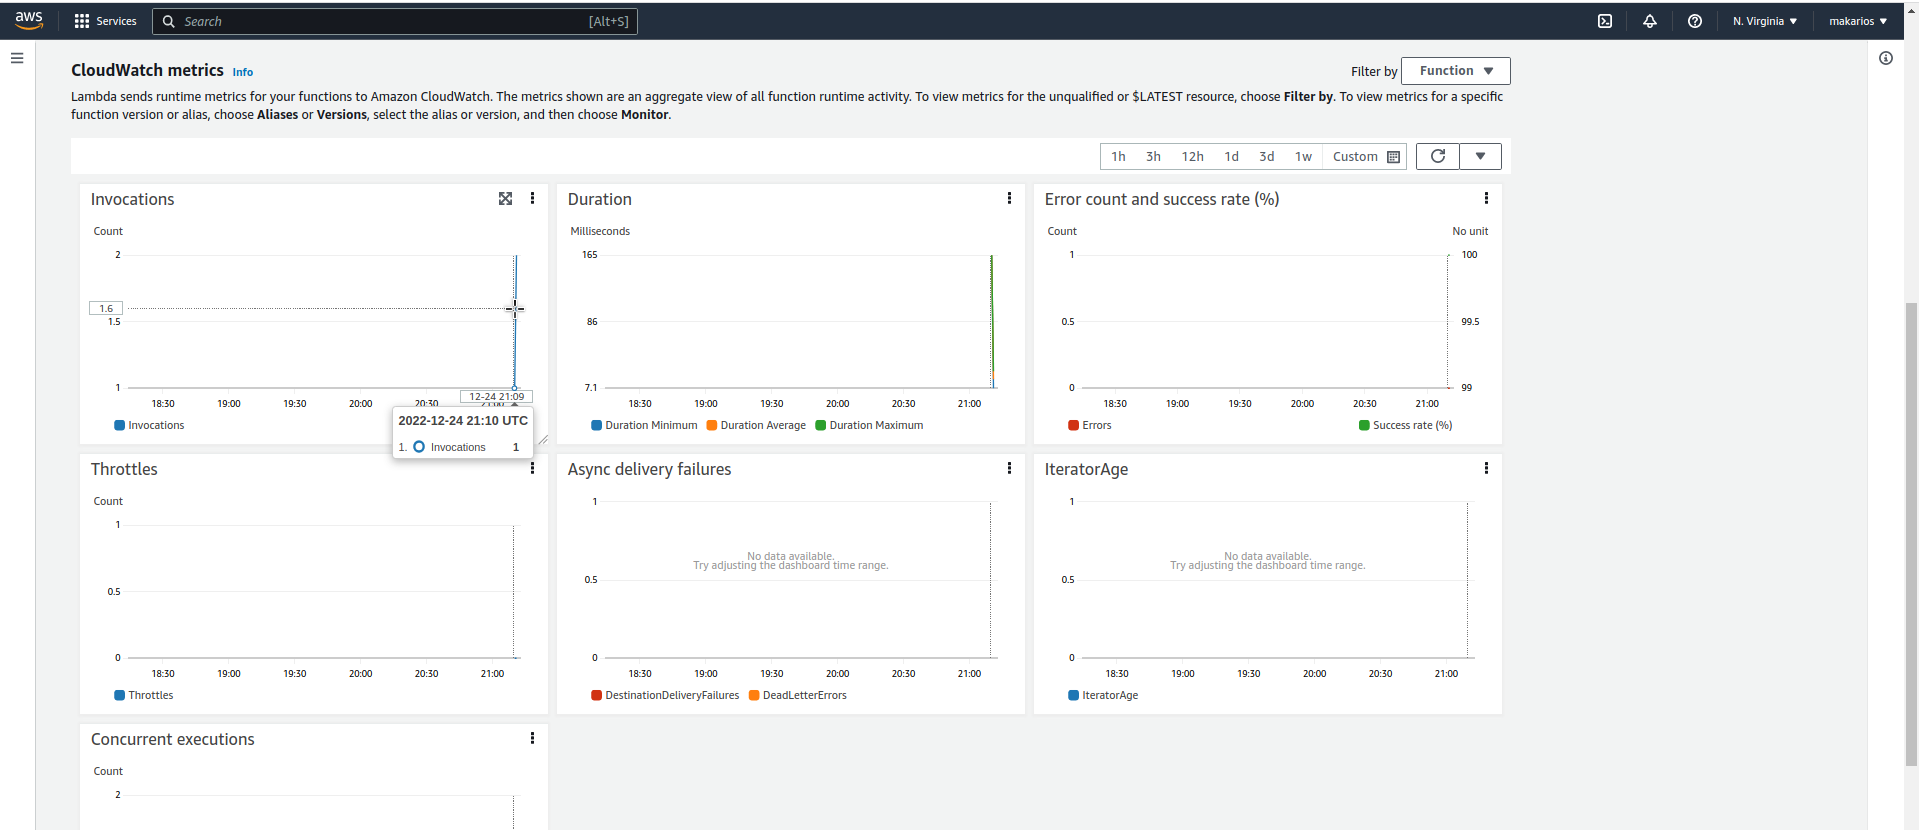 aws Services Search [Alt+S] N. Virginia makarios
CloudWatch metrics Info
Filter by Function
Lambda sends runtime metrics for your functions to Amazon CloudWatch. The metrics shown are an aggregate view of all function runtime activity. To view metrics for the unqualified or $LATEST resource, choose Filter by. To view metrics for a specific
function version or alias, choose Aliases or Versions, select the alias or version, and then choose Monitor.
1h 3h 12h 1d 3d 1w Custom
Invocations
Count
2
1.6
1.5
1
12-24 21:09
18:30 19:00 19:30 20:00 20:30
Invocations
2022-12-24 21:10 UTC
1. Invocations 1
Duration
Milliseconds
165
86
7.1
18:30 19:00 19:30 20:00 20:30 21:00
Duration Minimum Duration Average Duration Maximum
Error count and success rate (%)
Count No unit
1 100
0.5 99.5
0 99
18:30 19:00 19:30 20:00 20:30 21:00
Errors Success rate (%)
Throttles
Count
1
0.5
0
18:30 19:00 19:30 20:00 20:30 21:00
Throttles
Async delivery failures
1
No data available.
Try adjusting the dashboard time range.
0.5
0
18:30 19:00 19:30 20:00 20:30 21:00
DestinationDeliveryFailures DeadLetterErrors
IteratorAge
1
No data available.
Try adjusting the dashboard time range.
0.5
0
18:30 19:00 19:30 20:00 20:30 21:00
IteratorAge
Concurrent executions
Count
2